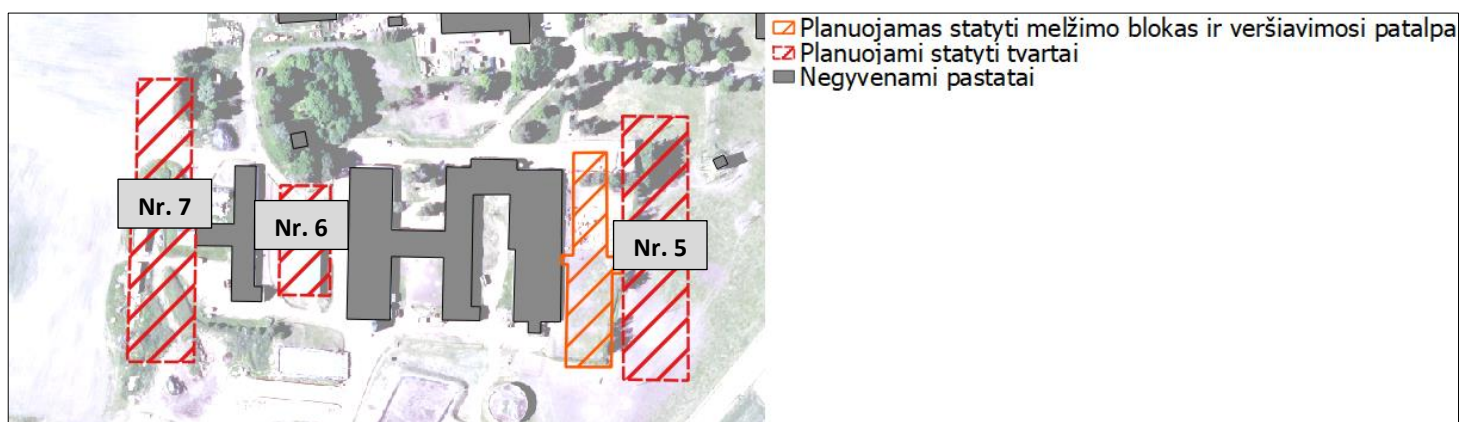 Planuojamas statyti melžimo blokas ir veršiavimosi patalpa
Planuojami statyti tvartai
Negyvenami pastatai
Nr. 7
Nr. 6
Nr. 5